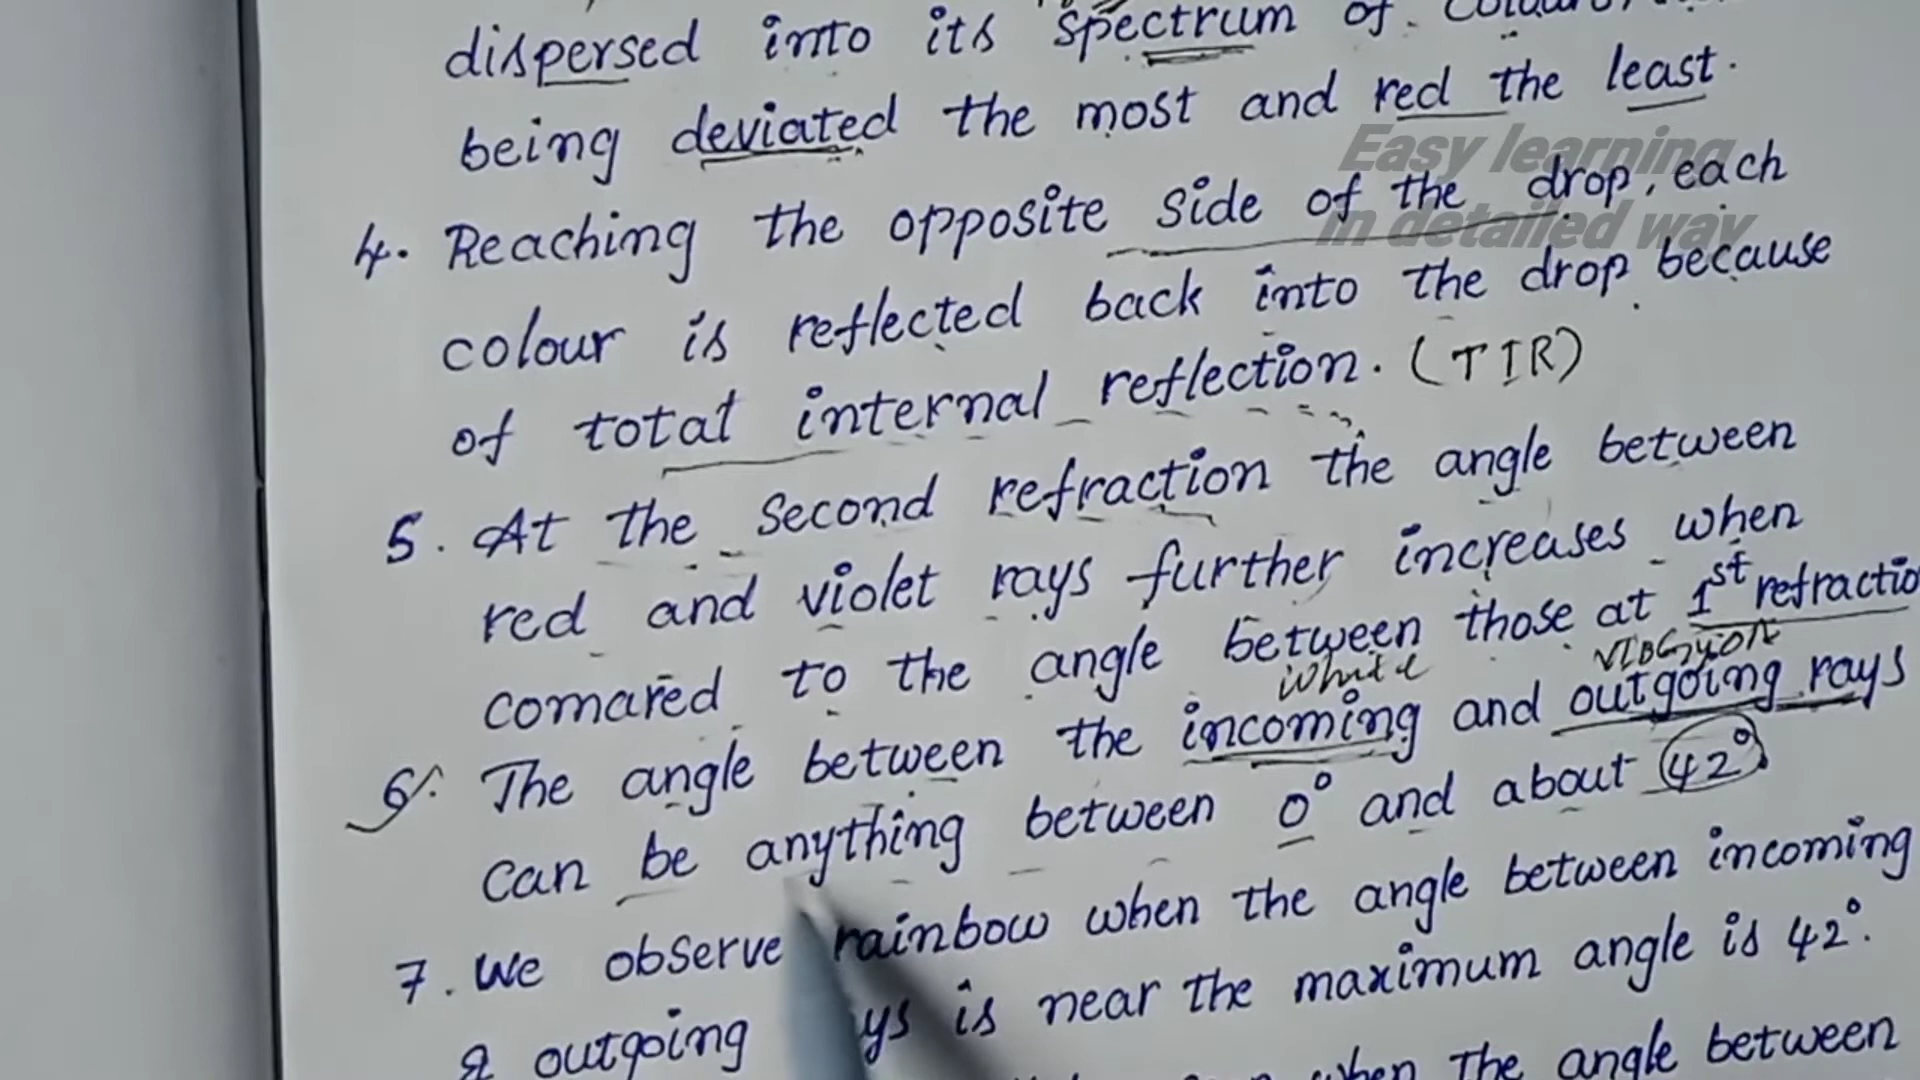 dispersed into its spectrum of
being deviated the most and red the least.
Easy learning
in detailed way
4. Reaching the opposite side of the drop, each
colour is reflected back into the drop because
of total internal reflection. (TIR)
5. At the second refraction the angle between
red and violet rays further increases when
comared to the angle between those at 1st refractio
white VIBGYOR
6. The angle between the incoming and outgoing rays
can be anything between 0° and about 42°.
7. We observe rainbow when the angle between incoming
& outgoing ys is near the maximum angle is 42°.
when the angle between